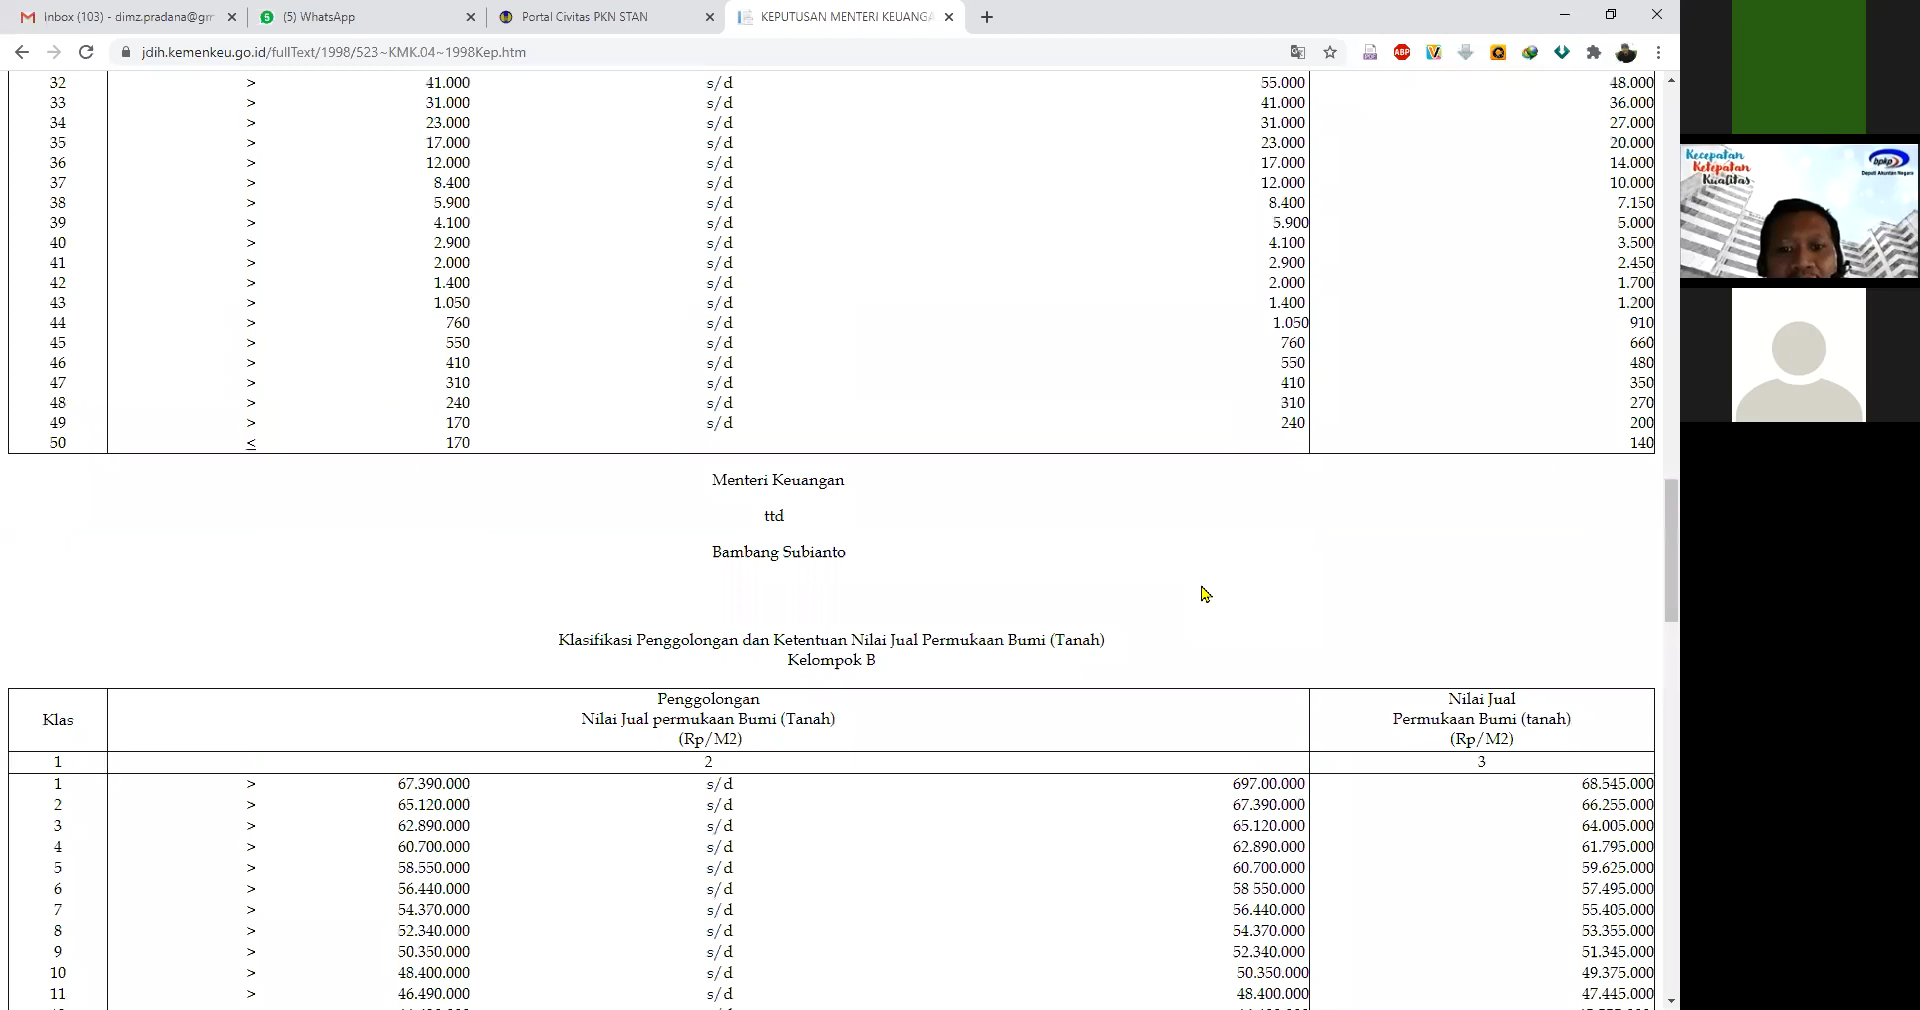 Inbox (103) - dimz.pradana@gm
(5) WhatsApp
Portal Civitas PKN STAN
KEPUTUSAN MENTERI KEUANGA
jdih.kemenkeu.go.id/fullText/1998/523~KMK.04~1998Kep.htm
ABP
32 > 41.000 s/d 55.000 48.000
33 > 31.000 s/d 41.000 36.000
34 > 23.000 s/d 31.000 27.000
35 > 17.000 s/d 23.000 20.000
36 > 12.000 s/d 17.000 14.000
37 > 8.400 s/d 12.000 10.000
38 > 5.900 s/d 8.400 7.150
39 > 4.100 s/d 5.900 5.000
40 > 2.900 s/d 4.100 3.500
41 > 2.000 s/d 2.900 2.450
42 > 1.400 s/d 2.000 1.700
43 > 1.050 s/d 1.400 1.200
44 > 760 s/d 1.050 910
45 > 550 s/d 760 660
46 > 410 s/d 550 480
47 > 310 s/d 410 350
48 > 240 s/d 310 270
49 > 170 s/d 240 200
50 ≤ 170 140
Menteri Keuangan
ttd
Bambang Subianto
Klasifikasi Penggolongan dan Ketentuan Nilai Jual Permukaan Bumi (Tanah)
Kelompok B
Klas
Penggolongan
Nilai Jual permukaan Bumi (Tanah)
(Rp/M2)
Nilai Jual
Permukaan Bumi (tanah)
(Rp/M2)
1 2 3
1 > 67.390.000 s/d 697.00.000 68.545.000
2 > 65.120.000 s/d 67.390.000 66.255.000
3 > 62.890.000 s/d 65.120.000 64.005.000
4 > 60.700.000 s/d 62.890.000 61.795.000
5 > 58.550.000 s/d 60.700.000 59.625.000
6 > 56.440.000 s/d 58 550.000 57.495.000
7 > 54.370.000 s/d 56.440.000 55.405.000
8 > 52.340.000 s/d 54.370.000 53.355.000
9 > 50.350.000 s/d 52.340.000 51.345.000
10 > 48.400.000 s/d 50.350.000 49.375.000
11 > 46.490.000 s/d 48.400.000 47.445.000
Kecepatan
Ketepatan
Kualitas
bpkp
Deputi Akuntan Negara